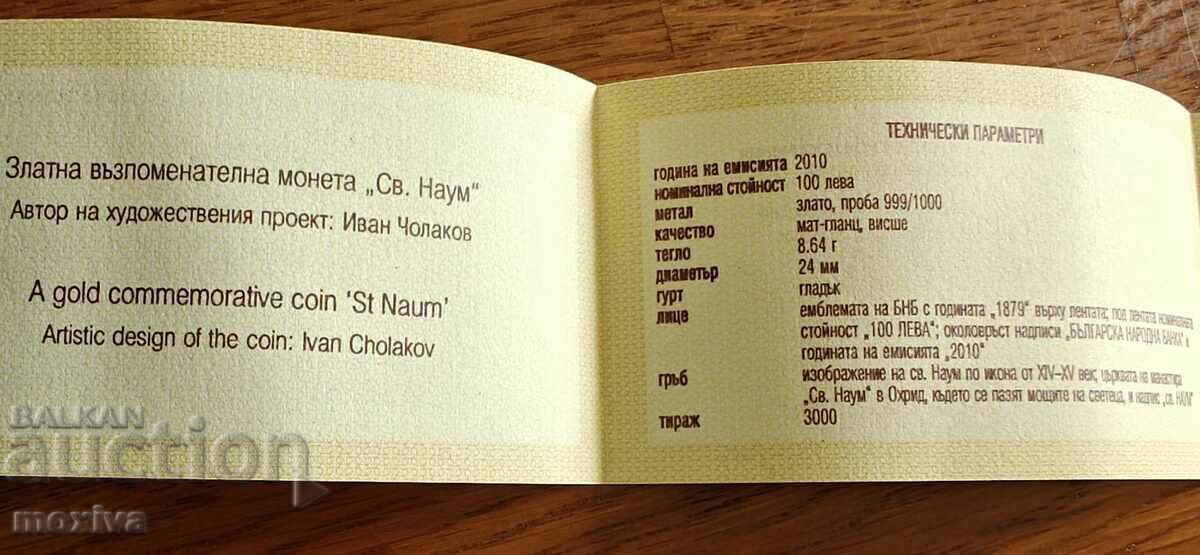 Златна възпоменателна монета „Св. Наум“
Автор на художествения проект: Иван Чолаков
A gold commemorative coin 'St Naum'
Artistic design of the coin: Ivan Cholakov
ТЕХНИЧЕСКИ ПАРАМЕТРИ
година на емисията 2010
номинална стойност 100 лева
метал злато, проба 999/1000
качество мат-гланц, висше
тегло 8.64 г
диаметър 24 мм
гурт гладък
лице емблемата на БНБ с годината „1879“ върху лентата; под лентата номинална
стойност „100 ЛЕВА“; околовръст надписи „БЪЛГАРСКА НАРОДНА БАНКА“ и
годината на емисията „2010“
гръб изображение на св. Наум по икона от XIV–XV век, църквата на манастира
„Св. Наум“ в Охрид, където се пазят мощите на светеца, и надпис „св. НАУМ“
тираж 3000
BALKAN
auction
moxiva